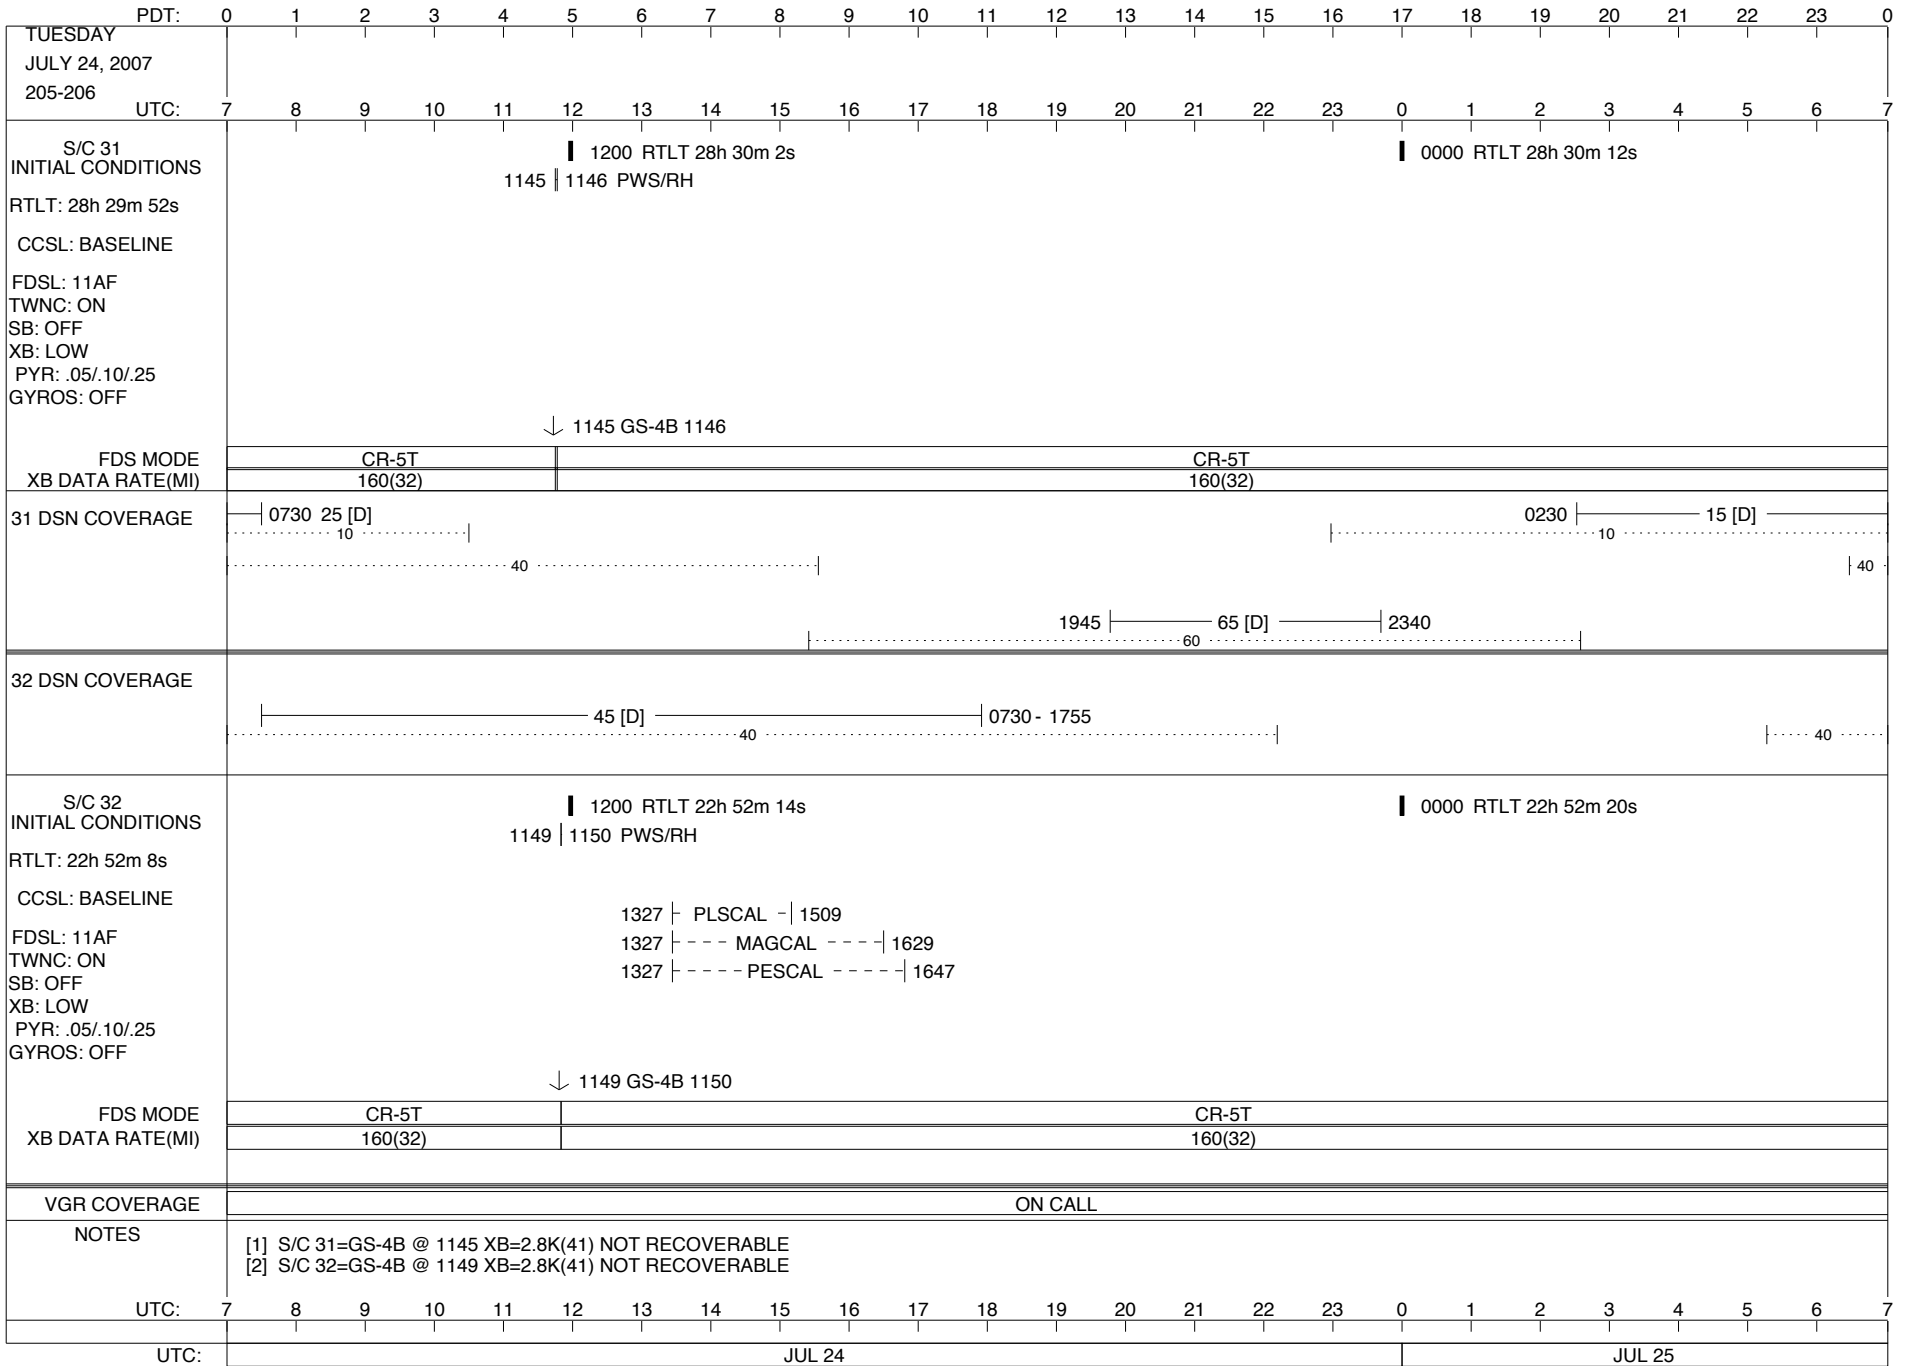 PDT: 0 1 2 3 4 5 6 7 8 9 10 11 12 13 14 15 16 17 18 19 20 21 22 23 0
TUESDAY
JULY 24, 2007
205-206
UTC: 7 8 9 10 11 12 13 14 15 16 17 18 19 20 21 22 23 0 1 2 3 4 5 6 7
S/C 31
INITIAL CONDITIONS
1200 RTLT 28h 30m 2s
0000 RTLT 28h 30m 12s
1145 1146 PWS/RH
RTLT: 28h 29m 52s
CCSL: BASELINE
FDSL: 11AF
TWNC: ON
SB: OFF
XB: LOW
PYR: .05/.10/.25
GYROS: OFF
1145 GS-4B 1146
FDS MODE CR-5T CR-5T
XB DATA RATE(MI) 160(32) 160(32)
31 DSN COVERAGE
0730 25 [D] 0230 15 [D]
10 10
40 40
1945 65 [D] 2340
60
32 DSN COVERAGE
45 [D] 0730 - 1755
40 40
S/C 32
INITIAL CONDITIONS
1200 RTLT 22h 52m 14s
0000 RTLT 22h 52m 20s
1149 1150 PWS/RH
RTLT: 22h 52m 8s
CCSL: BASELINE
FDSL: 11AF
TWNC: ON
SB: OFF
XB: LOW
PYR: .05/.10/.25
GYROS: OFF
1327 PLSCAL 1509
1327 MAGCAL 1629
1327 PESCAL 1647
1149 GS-4B 1150
FDS MODE CR-5T CR-5T
XB DATA RATE(MI) 160(32) 160(32)
VGR COVERAGE ON CALL
NOTES
[1] S/C 31=GS-4B @ 1145 XB=2.8K(41) NOT RECOVERABLE
[2] S/C 32=GS-4B @ 1149 XB=2.8K(41) NOT RECOVERABLE
UTC: 7 8 9 10 11 12 13 14 15 16 17 18 19 20 21 22 23 0 1 2 3 4 5 6 7
UTC: JUL 24 JUL 25